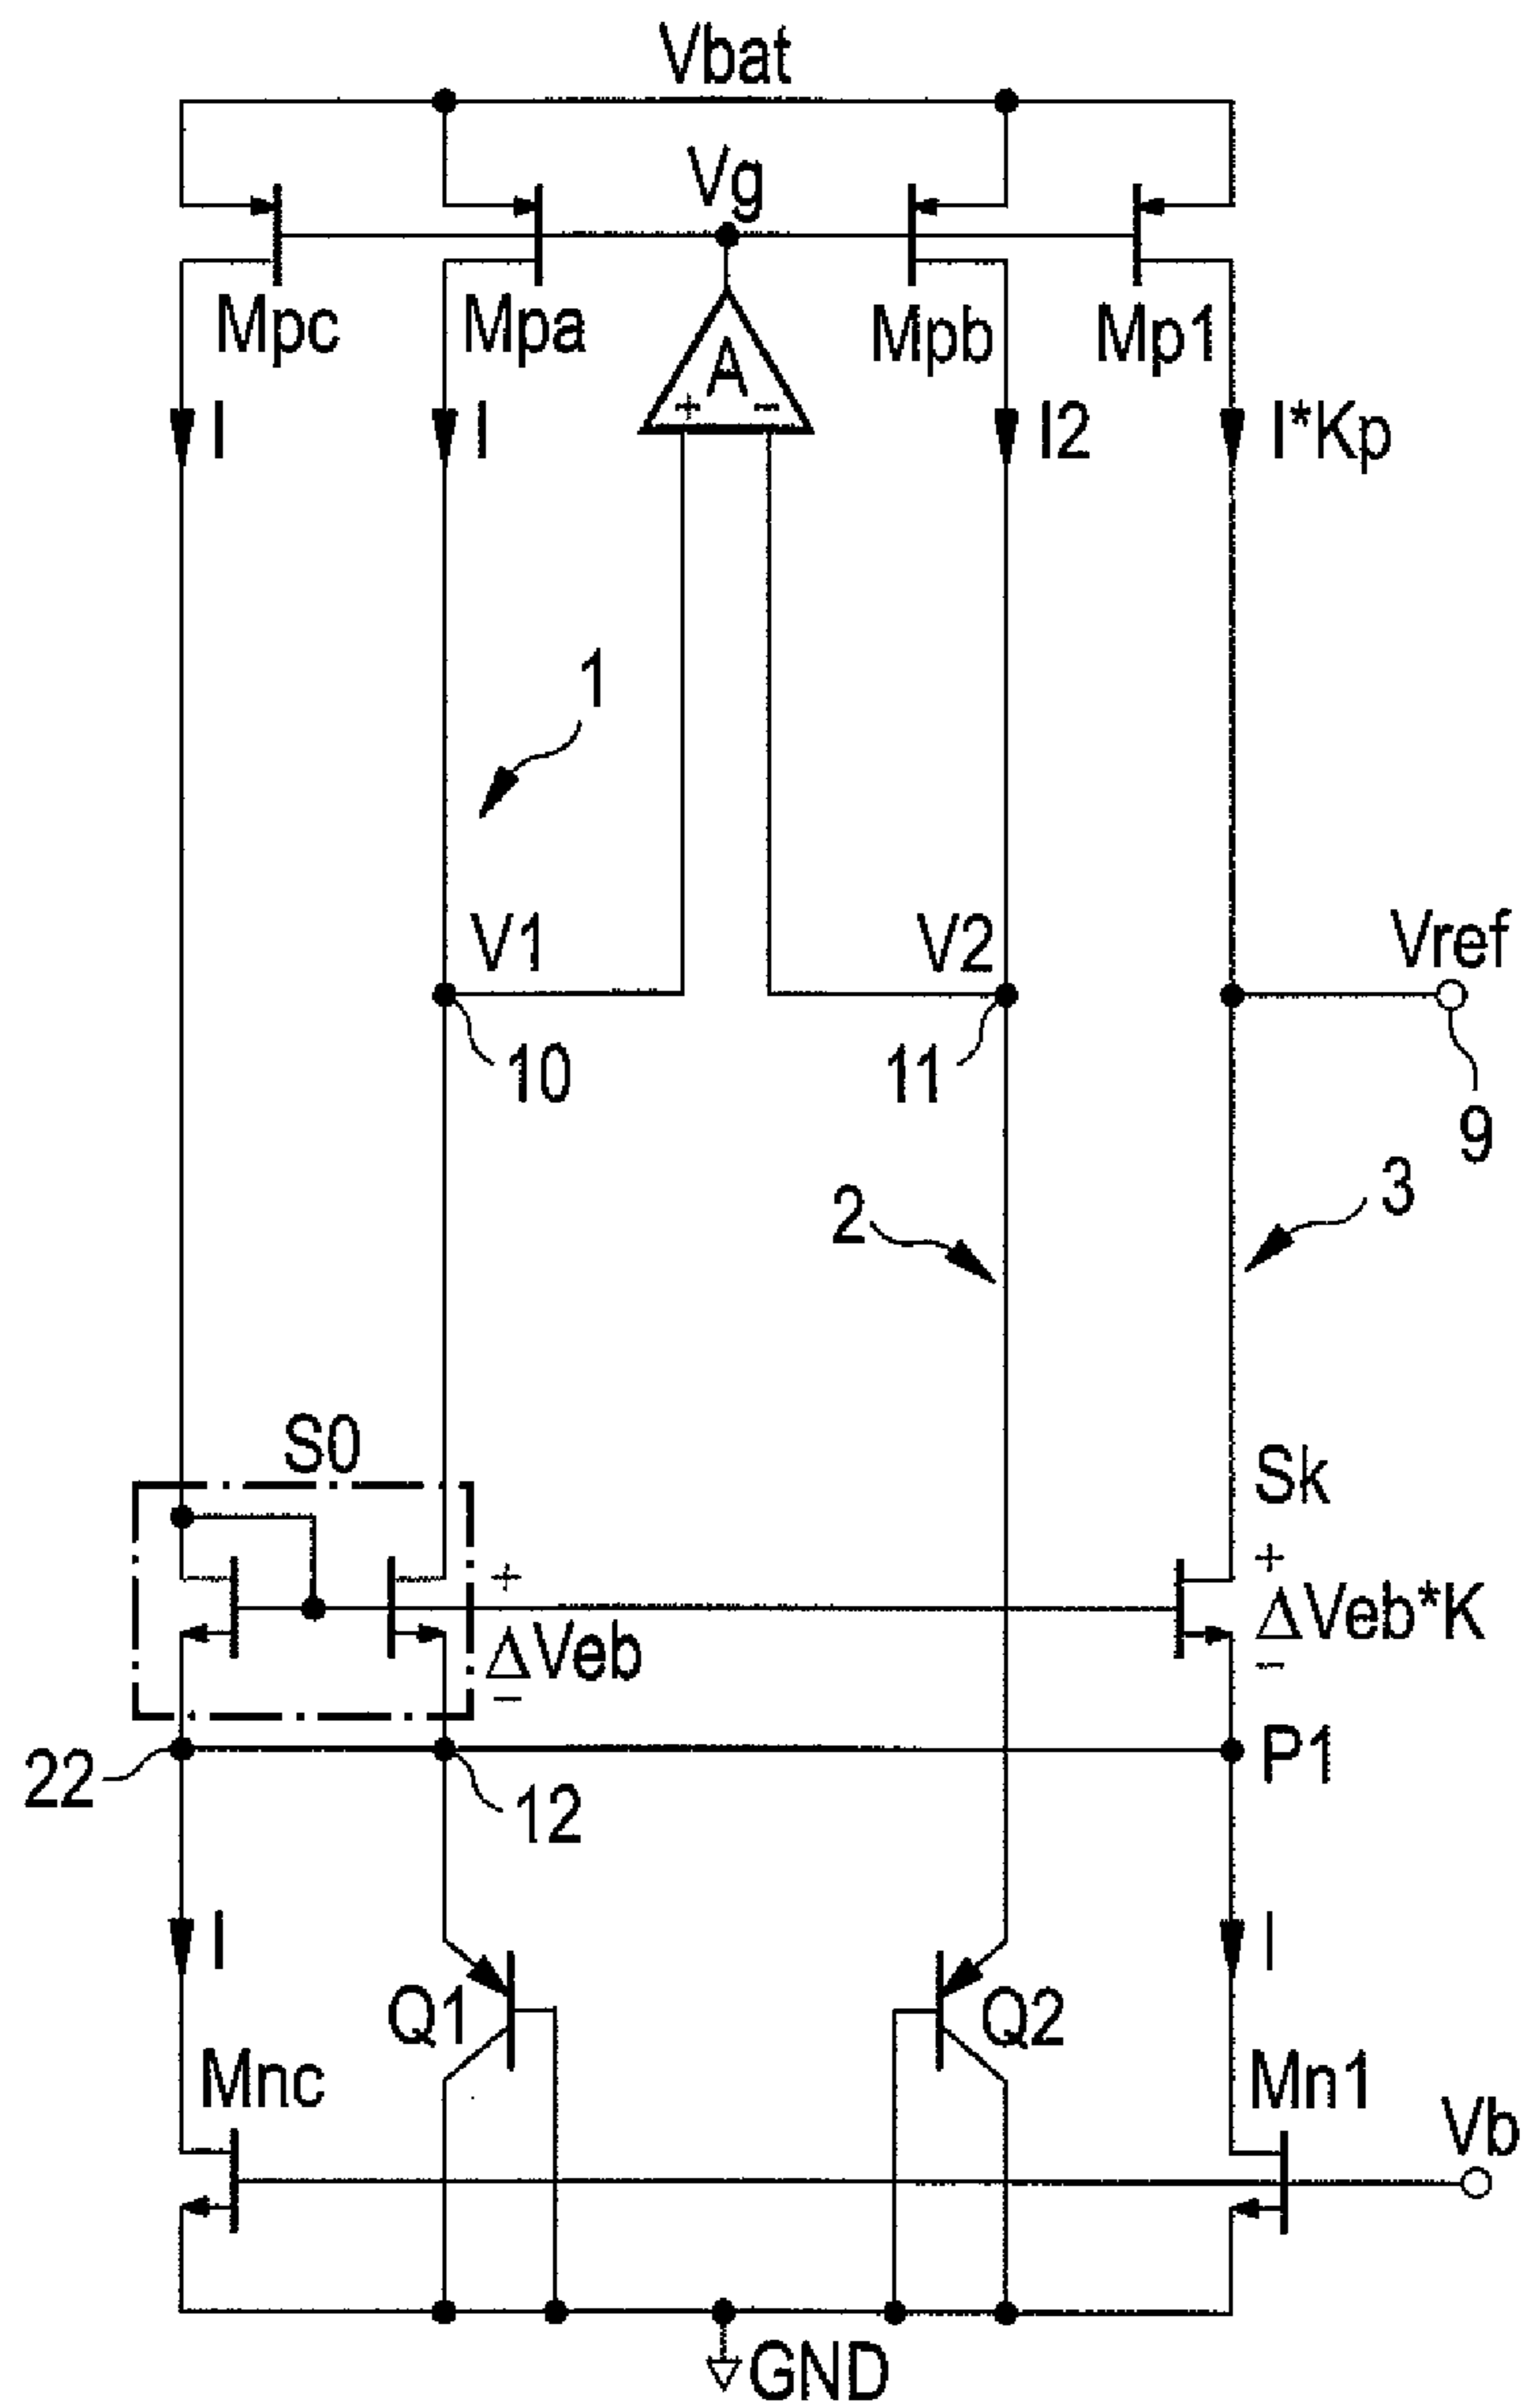 Vbat
Vg
Mpc Mpa A Mpb Mp1
+ −
I I I2 I*Kp
1
V1 V2 Vref
10 11 9
2 3
S0 Sk
+ +
ΔVeb ΔVeb*K
− −
22 12 P1
I I
Q1 Q2
Mnc Mn1 Vb
GND